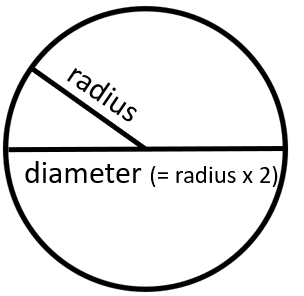 radius
diameter (= radius x 2)